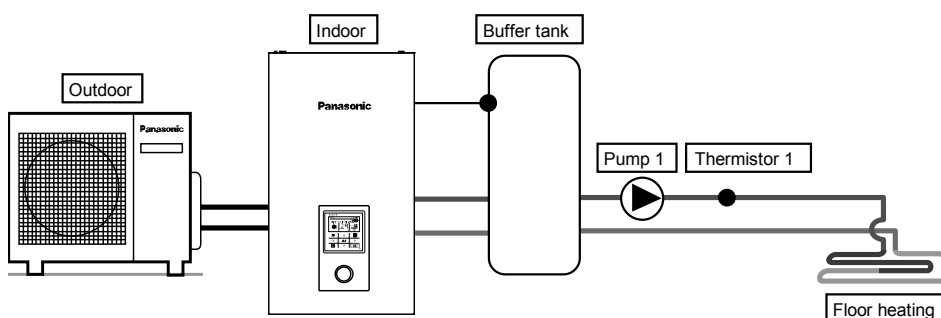 Indoor
Buffer tank
Outdoor
Panasonic
Panasonic
Pump 1
Thermistor 1
Floor heating